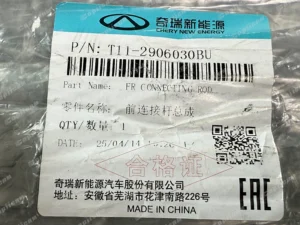 奇瑞新能源
CHERY NEW ENERGY
P/N: T11-2906030BU
Part Name: FR CONNECTING ROD
零件名称: 前连接杆总成
QTY/数量: 1
25/04/14
合格证
奇瑞新能源汽车股份有限公司
地址：安徽省芜湖市花津南路226号
MADE IN CHINA
EAC